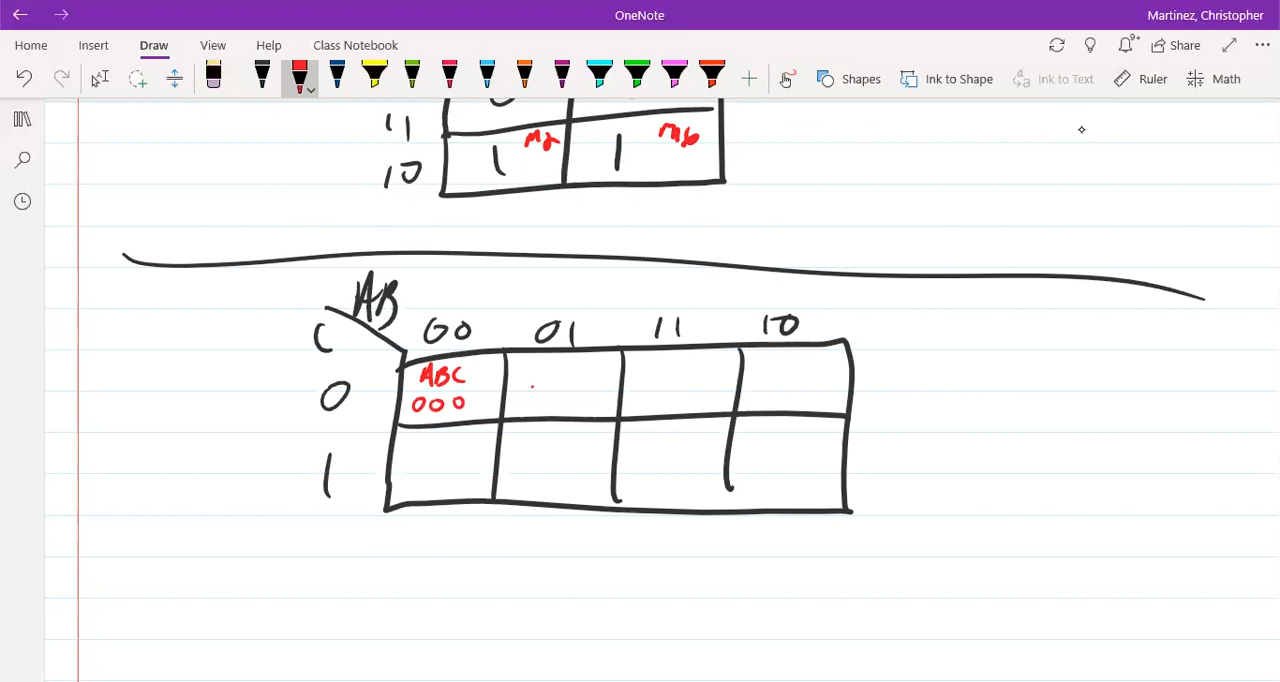 OneNote
Martínez, Christopher
Home Insert Draw View Help Class Notebook Share
Shapes Ink to Shape Ink to Text Ruler Math
11
10 1 m2 1 m6
AB
C 00 01 11 10
0 ABC
000
1